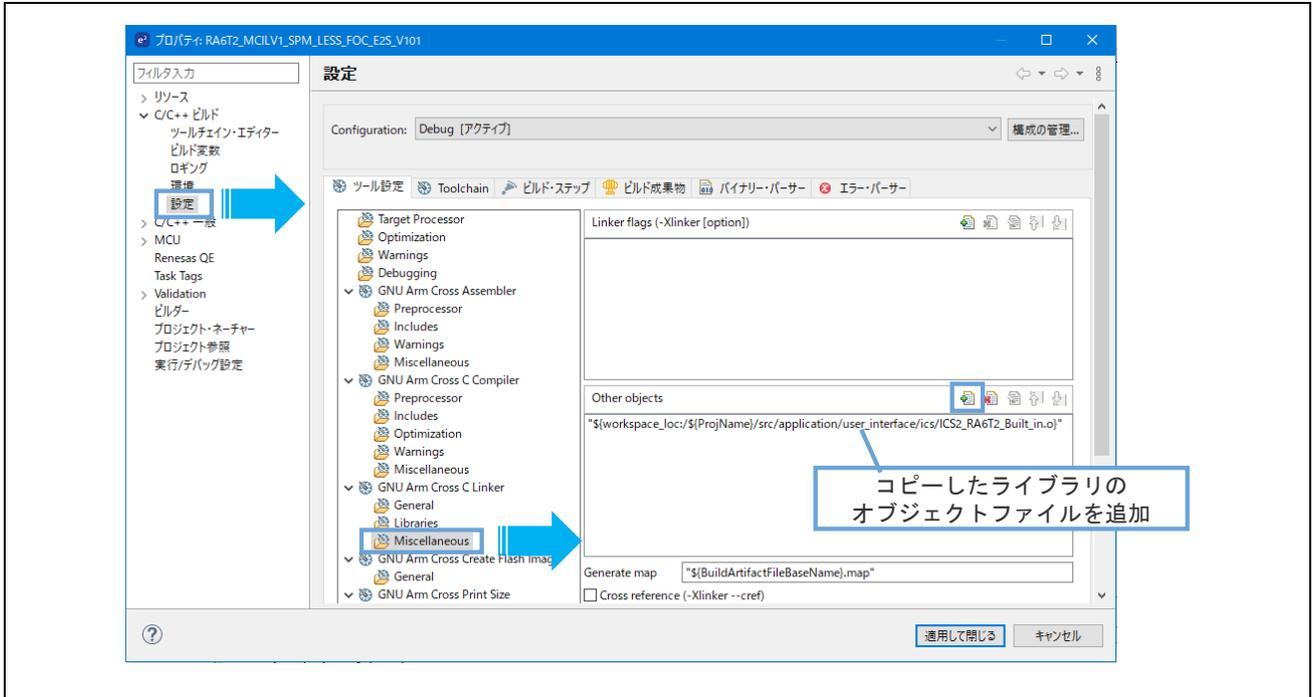 プロパティ: RA6T2_MCILV1_SPM_LESS_FOC_E2S_V101
フィルタ入力
リソース
C/C++ ビルド
ツールチェイン・エディター
ビルド変数
ロギング
環境
設定
C/C++ 一般
MCU
Renesas QE
Task Tags
Validation
ビルダー
プロジェクト・ネーチャー
プロジェクト参照
実行/デバッグ設定
設定
Configuration: Debug [アクティブ]
構成の管理...
ツール設定 Toolchain ビルド・ステップ ビルド成果物 バイナリー・パーサー エラー・パーサー
Target Processor
Optimization
Warnings
Debugging
GNU Arm Cross Assembler
Preprocessor
Includes
Warnings
Miscellaneous
GNU Arm Cross C Compiler
Preprocessor
Includes
Optimization
Warnings
Miscellaneous
GNU Arm Cross C Linker
General
Libraries
Miscellaneous
GNU Arm Cross Create Flash Imag
General
GNU Arm Cross Print Size
Linker flags (-Xlinker [option])
Other objects
"${workspace_loc:/${ProjName}/src/application/user_interface/ics/ICS2_RA6T2_Built_in.o}"
コピーしたライブラリの
オブジェクトファイルを追加
Generate map "${BuildArtifactFileBaseName}.map"
Cross reference (-Xlinker --cref)
適用して閉じる キャンセル